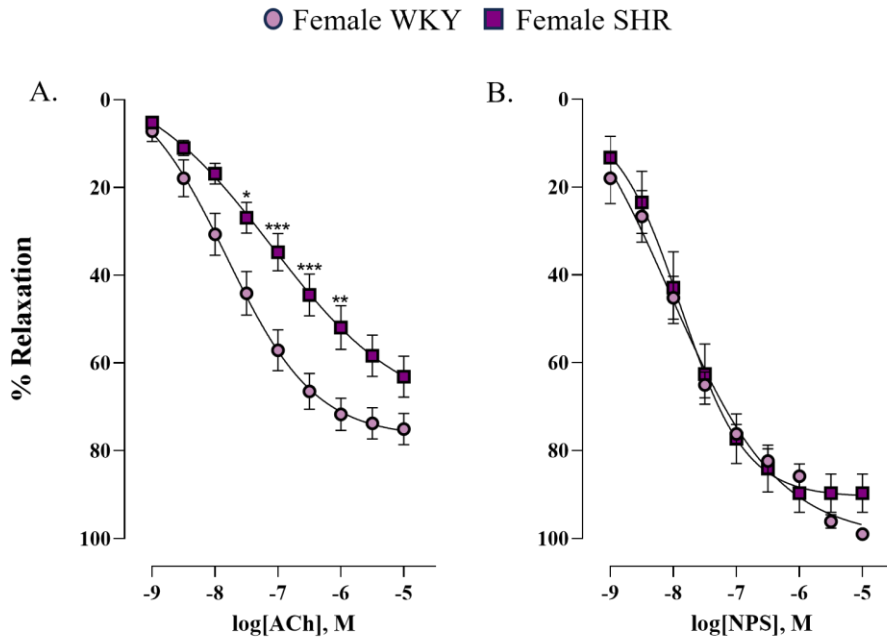 Female WKY Female SHR
A.
B.
0
20
40
60
80
100
0
20
40
60
80
100
% Relaxation
*
***
***
**
-9 -8 -7 -6 -5
-9 -8 -7 -6 -5
log[ACh], M
log[NPS], M